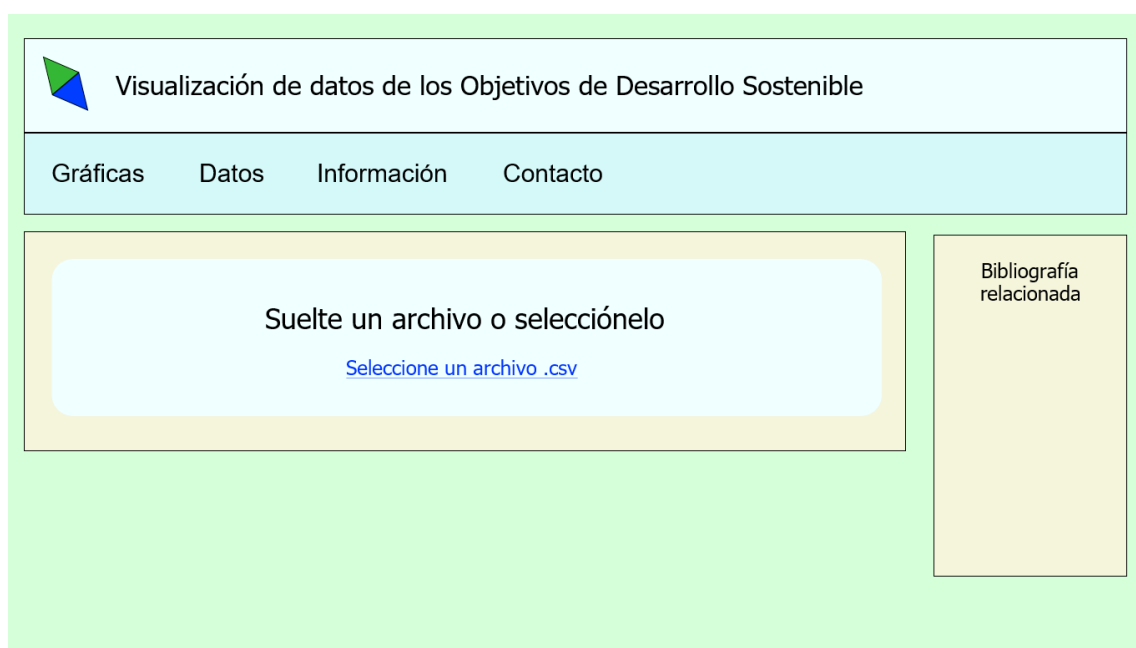 Visualización de datos de los Objetivos de Desarrollo Sostenible
Gráficas Datos Información Contacto
Suelte un archivo o selecciónelo
Seleccione un archivo .csv
Bibliografía
relacionada